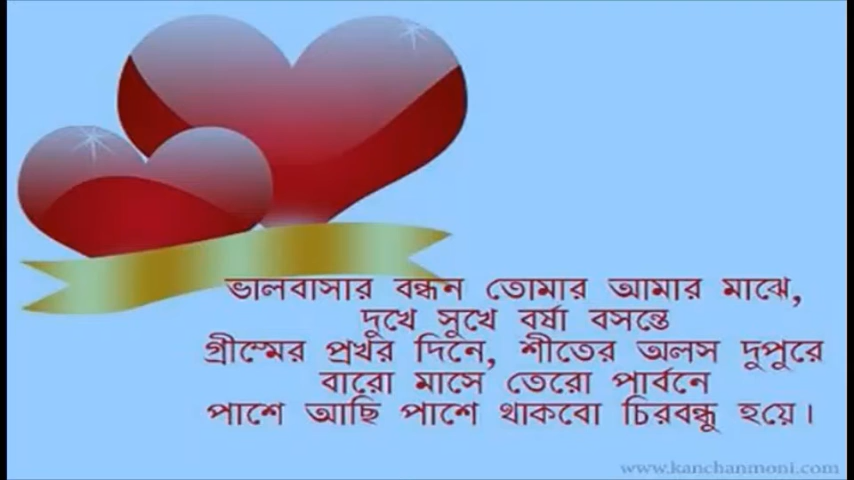 ভালবাসার বন্ধন তোমার আমার মাঝে,
দুখে সুখে বর্ষা বসন্তে
গ্রীস্মের প্রখর দিনে, শীতের অলস দুপুরে
বারো মাসে তেরো পার্বনে
পাশে আছি পাশে থাকবো চিরবন্ধু হয়ে।
www.kanchanmoni.com